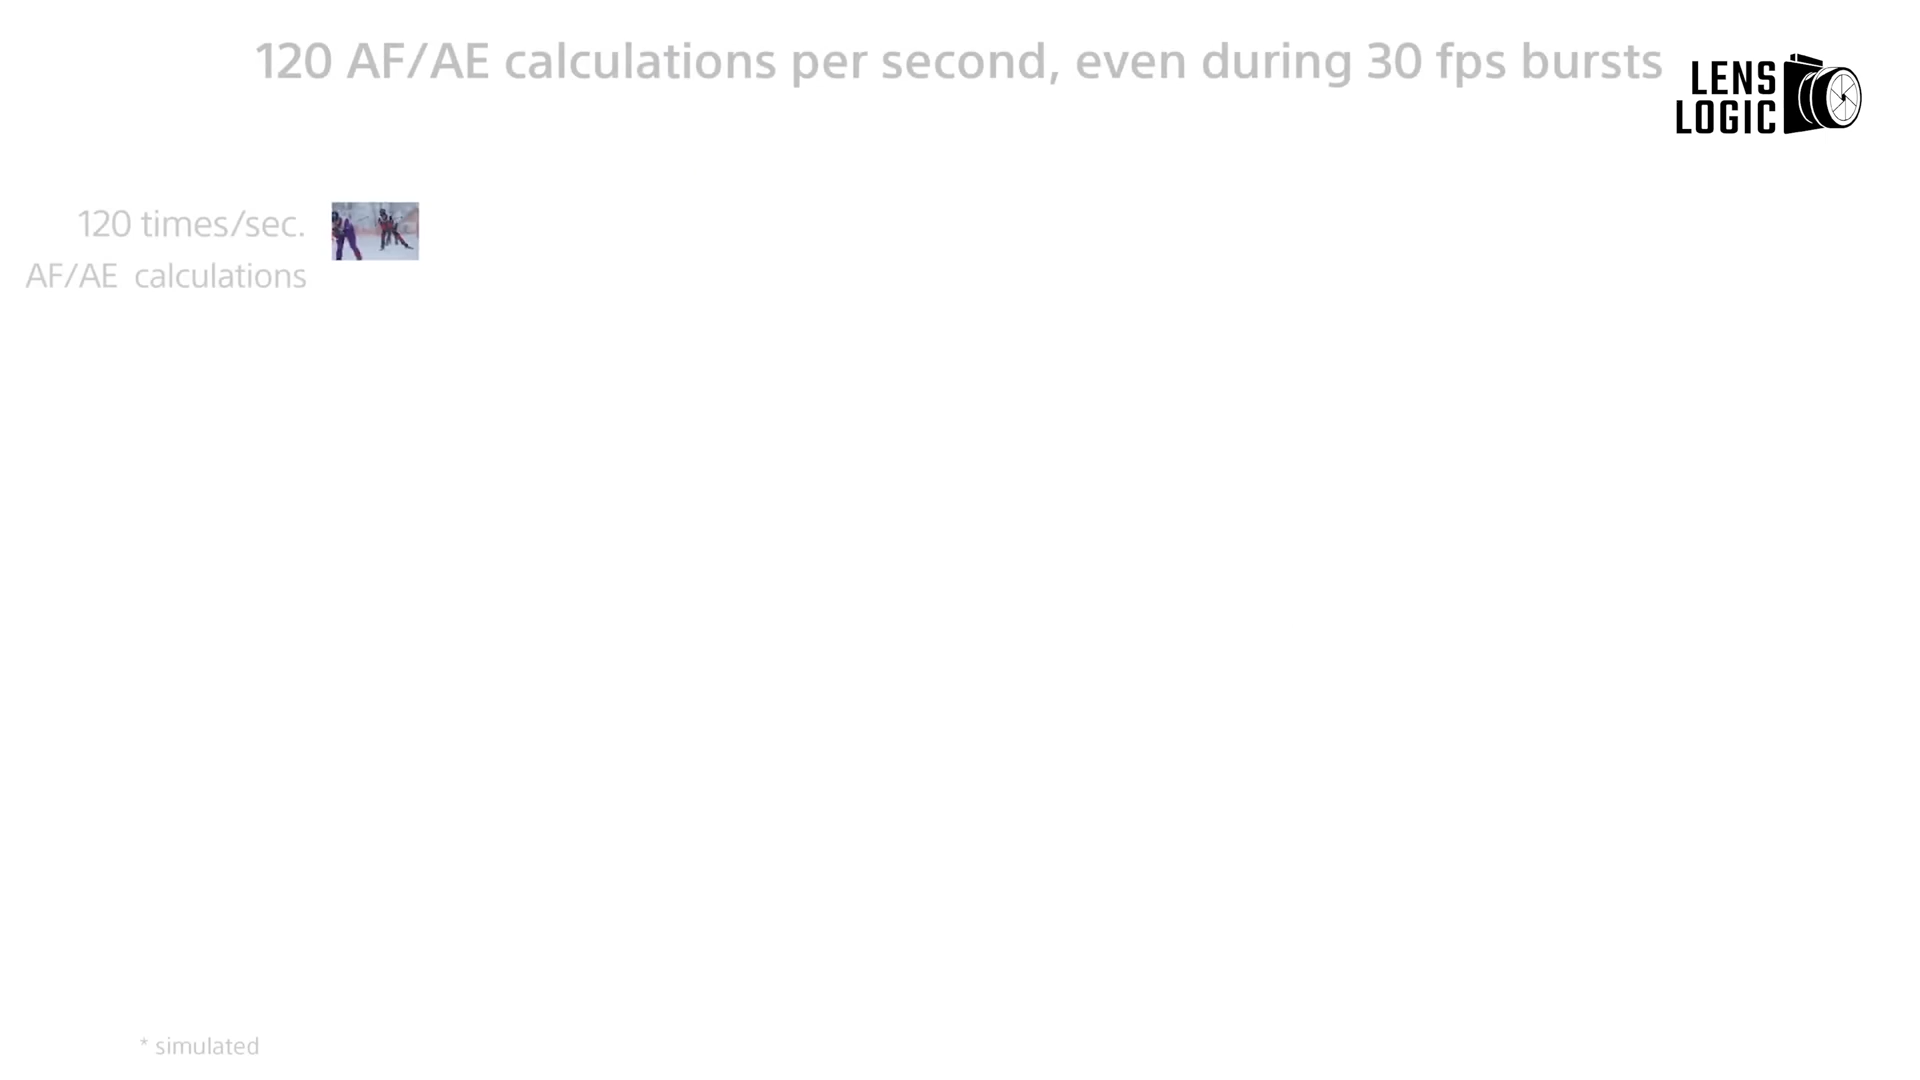 120 AF/AE calculations per second, even during 30 fps bursts
LENS
LOGIC
120 times/sec.
AF/AE calculations
* simulated